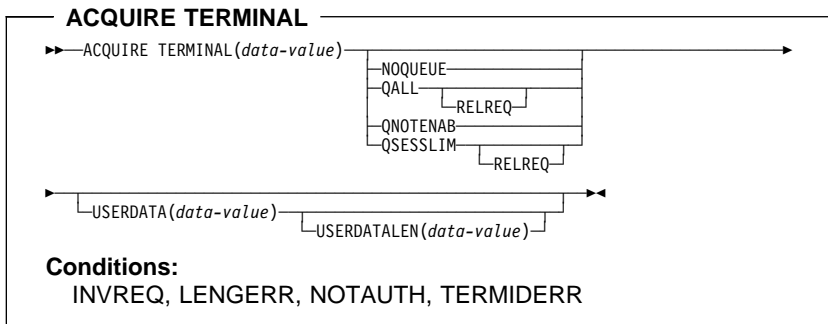 ACQUIRE TERMINAL
ACQUIRE TERMINAL(data-value)
NOQUEUE
QALL
RELREQ
QNOTENAB
QSESSLIM
RELREQ
USERDATA(data-value)
USERDATALEN(data-value)
Conditions:
INVREQ, LENGERR, NOTAUTH, TERMIDERR